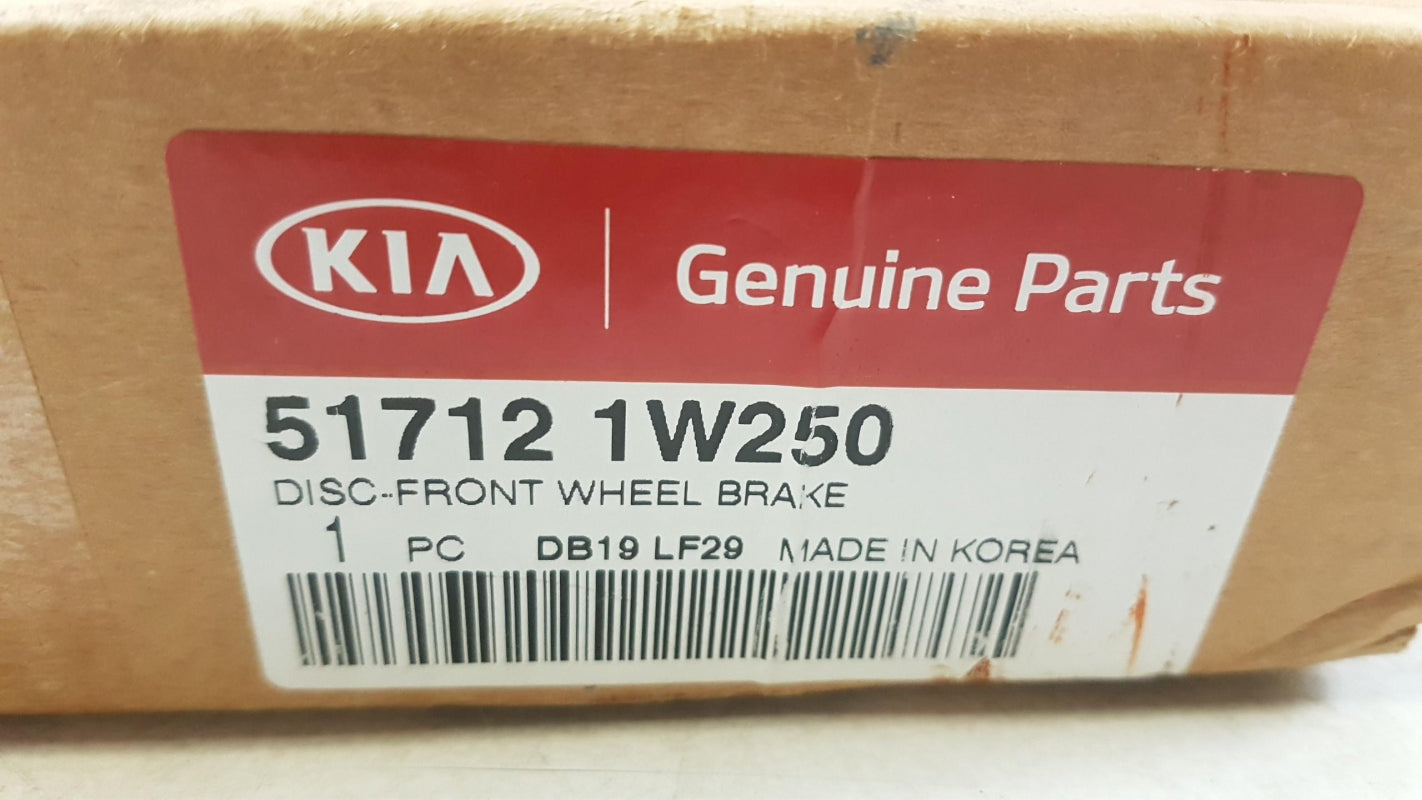 KIA Genuine Parts
51712 1W250
DISC-FRONT WHEEL BRAKE
1 PC DB19 LF29 MADE IN KOREA